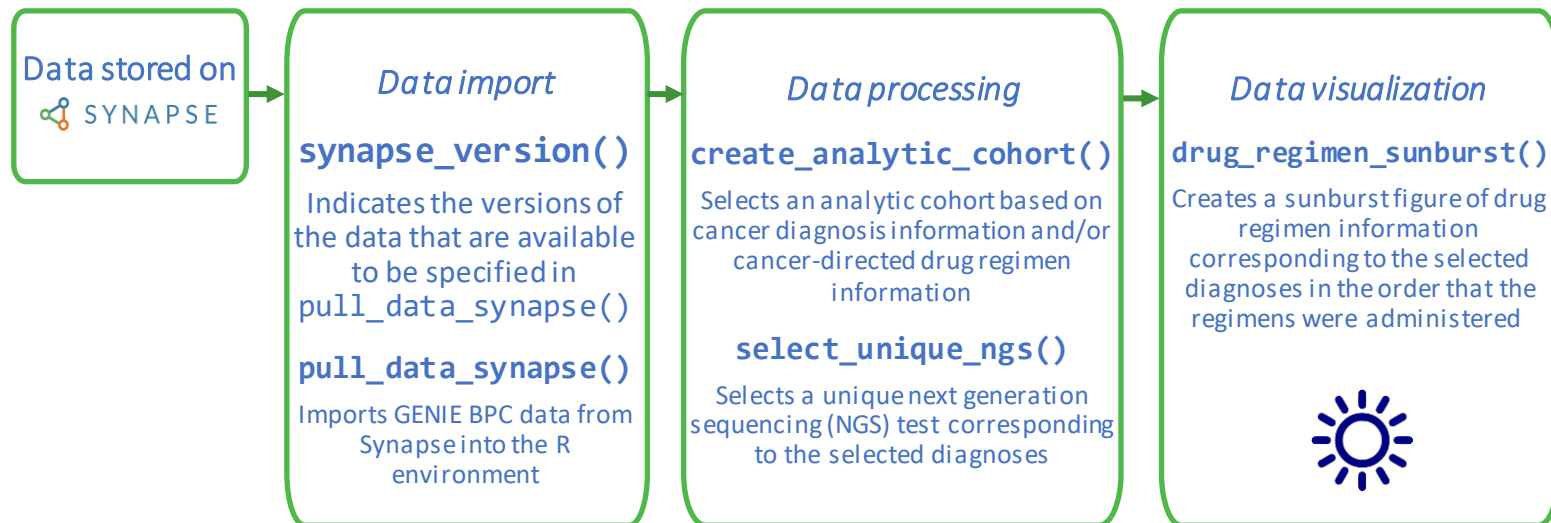 Data stored on
SYNAPSE
Data import
synapse_version()
Indicates the versions of
the data that are available
to be specified in
pull_data_synapse()
pull_data_synapse()
Imports GENIE BPC data from
Synapse into the R
environment
Data processing
create_analytic_cohort()
Selects an analytic cohort based on
cancer diagnosis information and/or
cancer-directed drug regimen
information
select_unique_ngs()
Selects a unique next generation
sequencing (NGS) test corresponding
to the selected diagnoses
Data visualization
drug_regimen_sunburst()
Creates a sunburst figure of drug
regimen information
corresponding to the selected
diagnoses in the order that the
regimens were administered